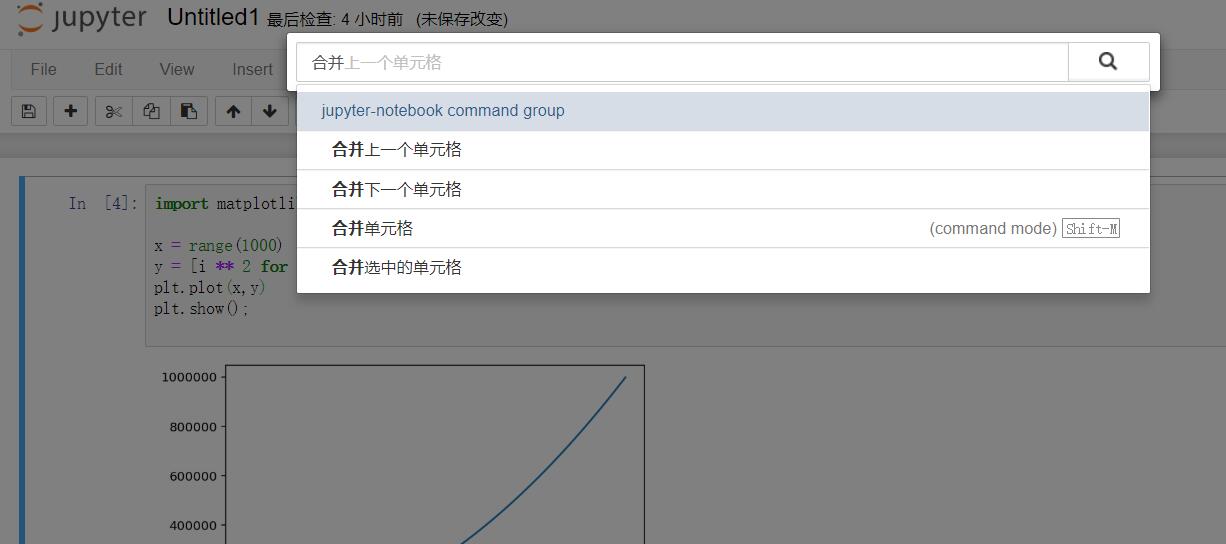 jupyter Untitled1 最后检查: 4 小时前 (未保存改变)
合并上一个单元格
File Edit View Insert
jupyter-notebook command group
合并上一个单元格
合并下一个单元格
合并单元格 (command mode) Shift-M
合并选中的单元格
In [4]: import matplotli
x = range(1000)
y = [i ** 2 for
plt.plot(x,y)
plt.show();
1000000
800000
600000
400000